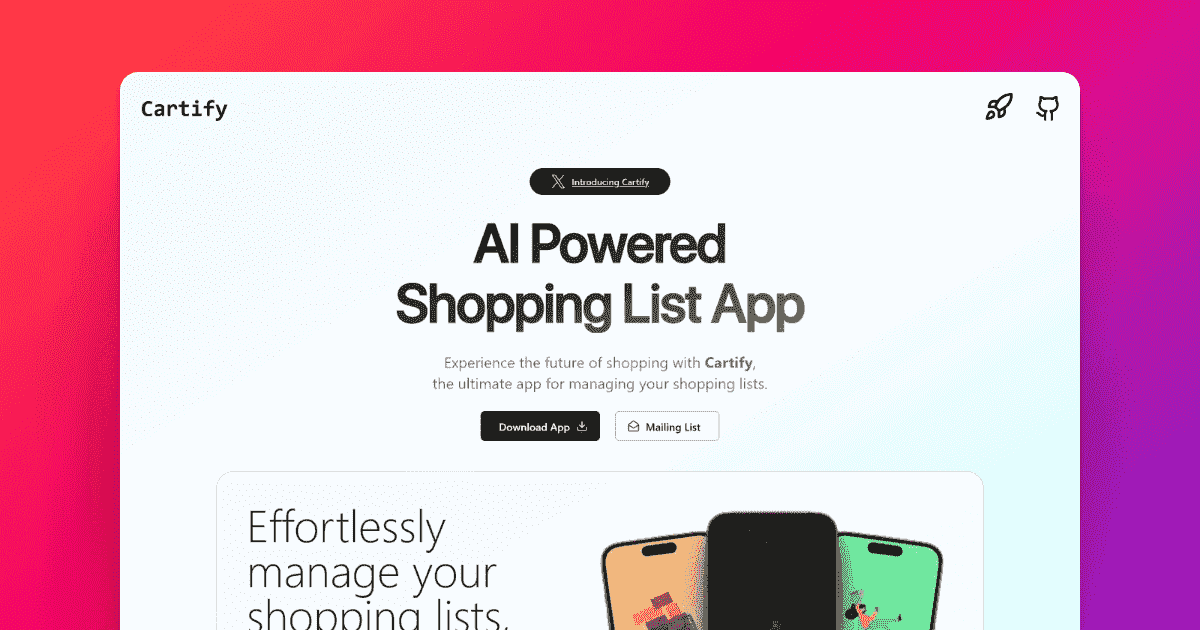 Cartify
Introducing Cartify
AI Powered
Shopping List App
Experience the future of shopping with Cartify,
the ultimate app for managing your shopping lists.
Download App
Mailing List
Effortlessly
manage your
shopping lists,